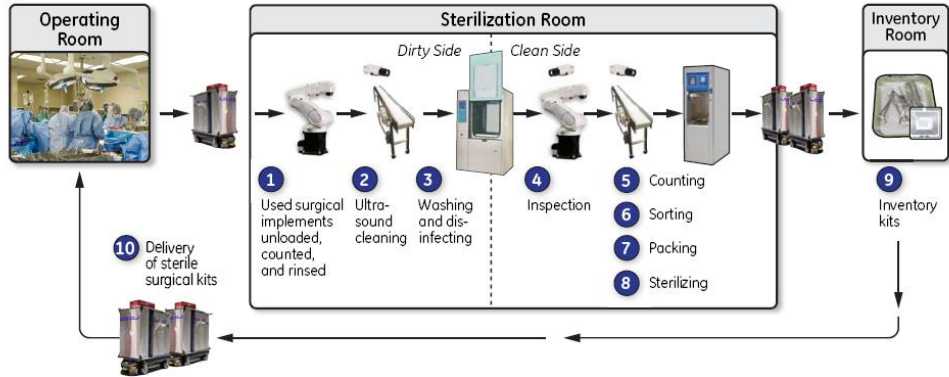 Operating
Room
Sterilization Room
Inventory
Room
Dirty Side
Clean Side
1
Used surgical
implements
unloaded,
counted,
and rinsed
2
Ultra-
sound
cleaning
3
Washing
and dis-
infecting
4
Inspection
5 Counting
6 Sorting
7 Packing
8 Sterilizing
9
Inventory
kits
10 Delivery
of sterile
surgical kits